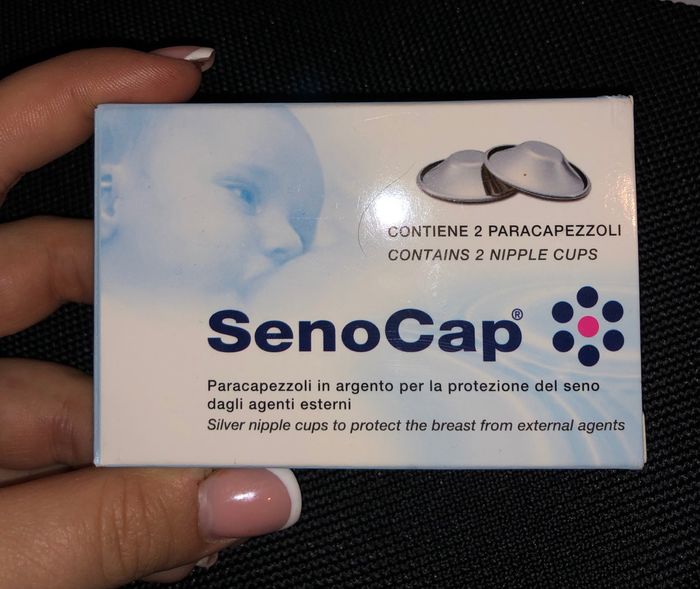 CONTIENE 2 PARACAPEZZOLI
CONTAINS 2 NIPPLE CUPS
SenoCap®
Paracapezzoli in argento per la protezione del seno
dagli agenti esterni
Silver nipple cups to protect the breast from external agents